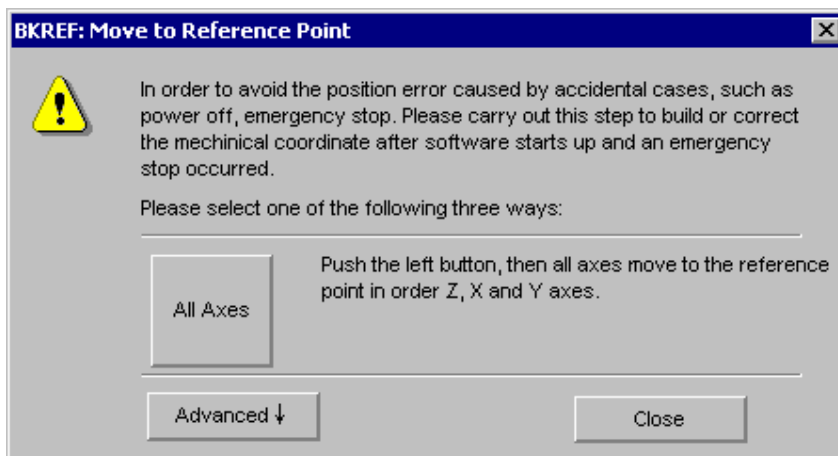 BKREF: Move to Reference Point
In order to avoid the position error caused by accidental cases, such as
power off, emergency stop. Please carry out this step to build or correct
the mechinical coordinate after software starts up and an emergency
stop occurred.
Please select one of the following three ways:
All Axes
Push the left button, then all axes move to the reference
point in order Z, X and Y axes.
Advanced ↓
Close